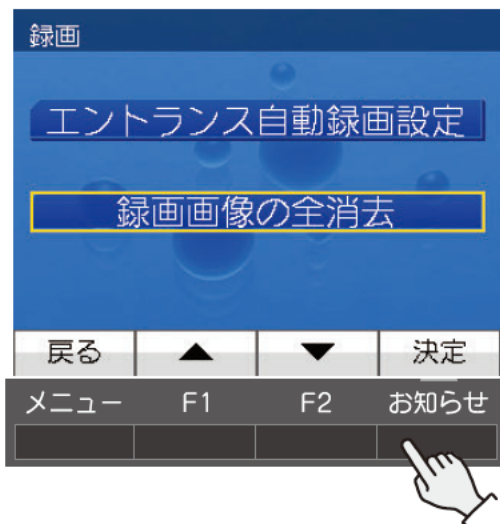 録画
エントランス自動録画設定
録画画像の全消去
戻る ▲ ▼ 決定
メニュー F1 F2 お知らせ